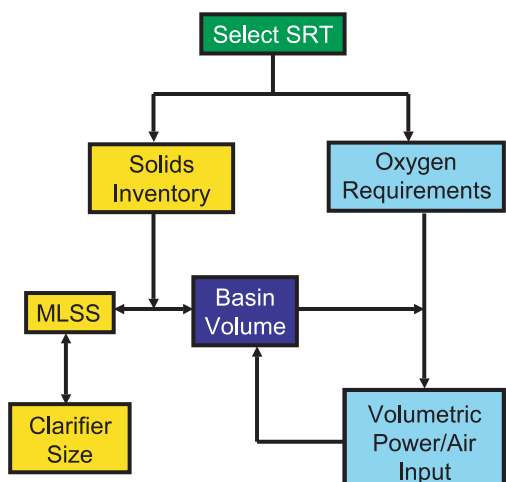 Select SRT
Solids
Inventory
Oxygen
Requirements
MLSS
Basin
Volume
Clarifier
Size
Volumetric
Power/Air
Input